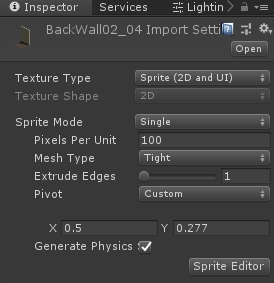 Inspector Services Lightin
BackWall02_04 Import Setti
Open
Texture Type Sprite (2D and UI)
Texture Shape 2D
Sprite Mode Single
Pixels Per Unit 100
Mesh Type Tight
Extrude Edges 1
Pivot Custom
X 0.5 Y 0.277
Generate Physics S
Sprite Editor